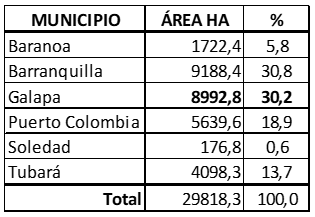 MUNICIPIO ÁREA HA %
Baranoa 1722,4 5,8
Barranquilla 9188,4 30,8
Galapa 8992,8 30,2
Puerto Colombia 5639,6 18,9
Soledad 176,8 0,6
Tubará 4098,3 13,7
Total 29818,3 100,0